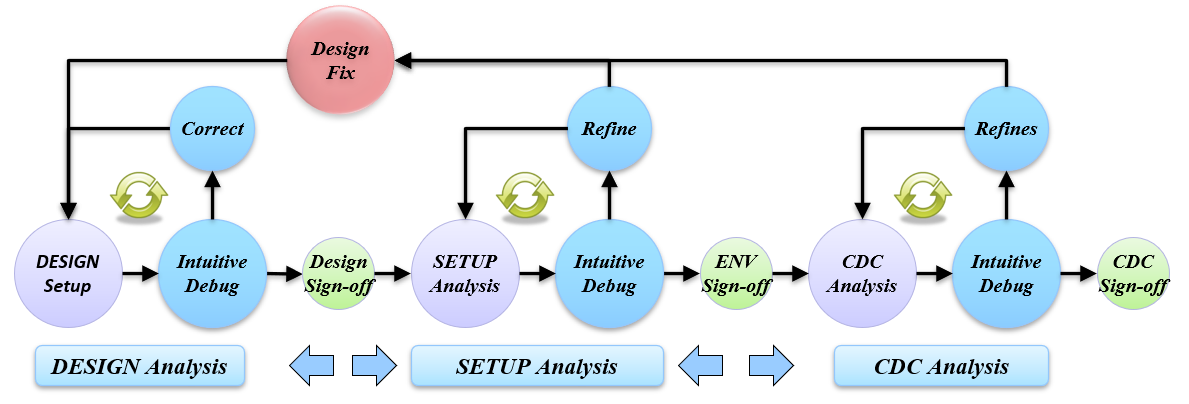 Design
Fix
Correct
Refine
Refines
DESIGN
Setup
Intuitive
Debug
Design
Sign-off
SETUP
Analysis
Intuitive
Debug
ENV
Sign-off
CDC
Analysis
Intuitive
Debug
CDC
Sign-off
DESIGN Analysis
SETUP Analysis
CDC Analysis